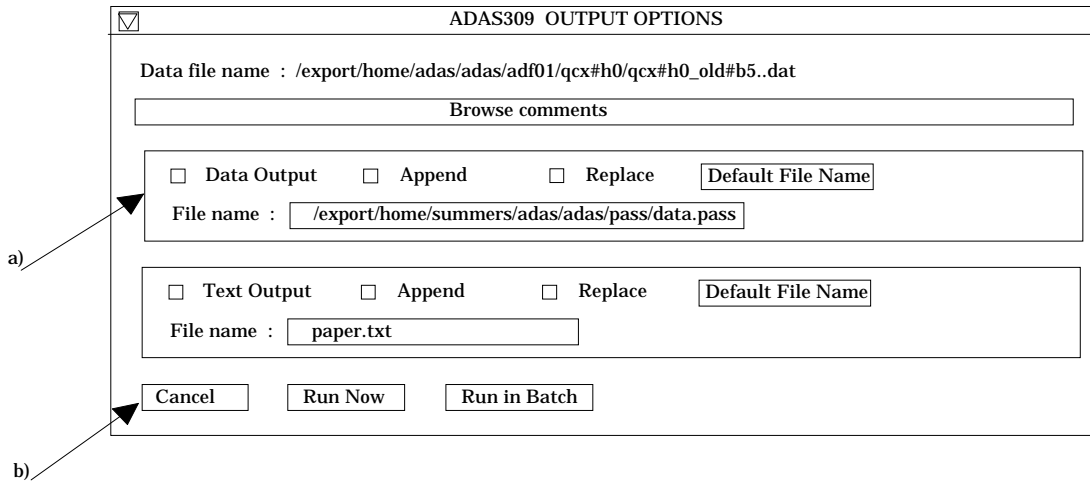 ADAS309 OUTPUT OPTIONS
Data file name : /export/home/adas/adas/adf01/qcx#h0/qcx#h0_old#b5..dat
Browse comments
Data Output Append Replace Default File Name
File name : /export/home/summers/adas/adas/pass/data.pass
a)
Text Output Append Replace Default File Name
File name : paper.txt
Cancel Run Now Run in Batch
b)